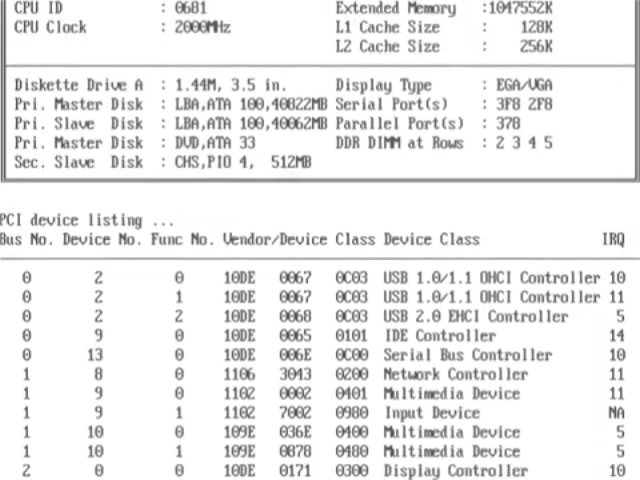 CPU ID : 0681 Extended Memory :1047552K
CPU Clock : 2000MHz L1 Cache Size : 128K
L2 Cache Size : 256K
Diskette Drive A : 1.44M, 3.5 in. Display Type : EGA/VGA
Pri. Master Disk : LBA,ATA 100,40822MB Serial Port(s) : 3F8 2F8
Pri. Slave Disk : LBA,ATA 100,40062MB Parallel Port(s) : 378
Pri. Master Disk : DVD,ATA 33 DDR DIMM at Rows : 2 3 4 5
Sec. Slave Disk : CHS,PIO 4, 512MB
PCI device listing ...
Bus No. Device No. Func No. Vendor/Device Class Device Class IRQ
0 2 0 10DE 0067 0C03 USB 1.0/1.1 OHCI Controller 10
0 2 1 10DE 0067 0C03 USB 1.0/1.1 OHCI Controller 11
0 2 2 10DE 0068 0C03 USB 2.0 EHCI Controller 5
0 9 0 10DE 0065 0101 IDE Controller 14
0 13 0 10DE 006E 0C00 Serial Bus Controller 10
1 8 0 1106 3043 0200 Network Controller 11
1 9 0 1102 0002 0401 Multimedia Device 11
1 9 1 1102 7002 0980 Input Device NA
1 10 0 109E 036E 0400 Multimedia Device 5
1 10 1 109E 0878 0480 Multimedia Device 5
2 0 0 10DE 0171 0300 Display Controller 10